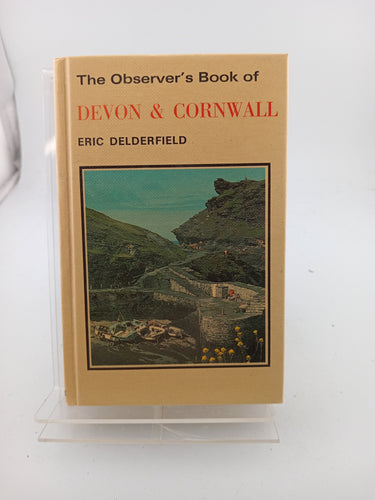 The Observer's Book of
DEVON & CORNWALL
ERIC DELDERFIELD